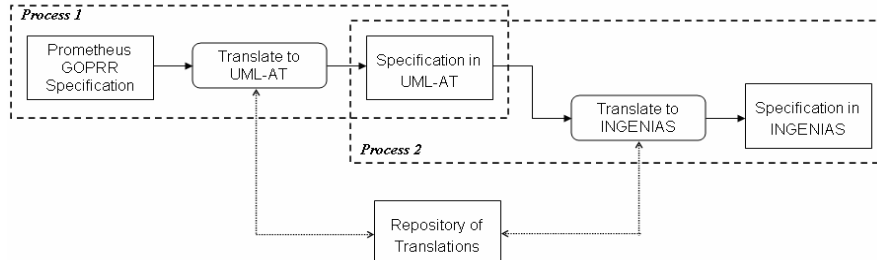 Process 1
Prometheus
GOPRR
Specification
Translate to
UML-AT
Specification in
UML-AT
Translate to
INGENIAS
Specification in
INGENIAS
Process 2
Repository of
Translations